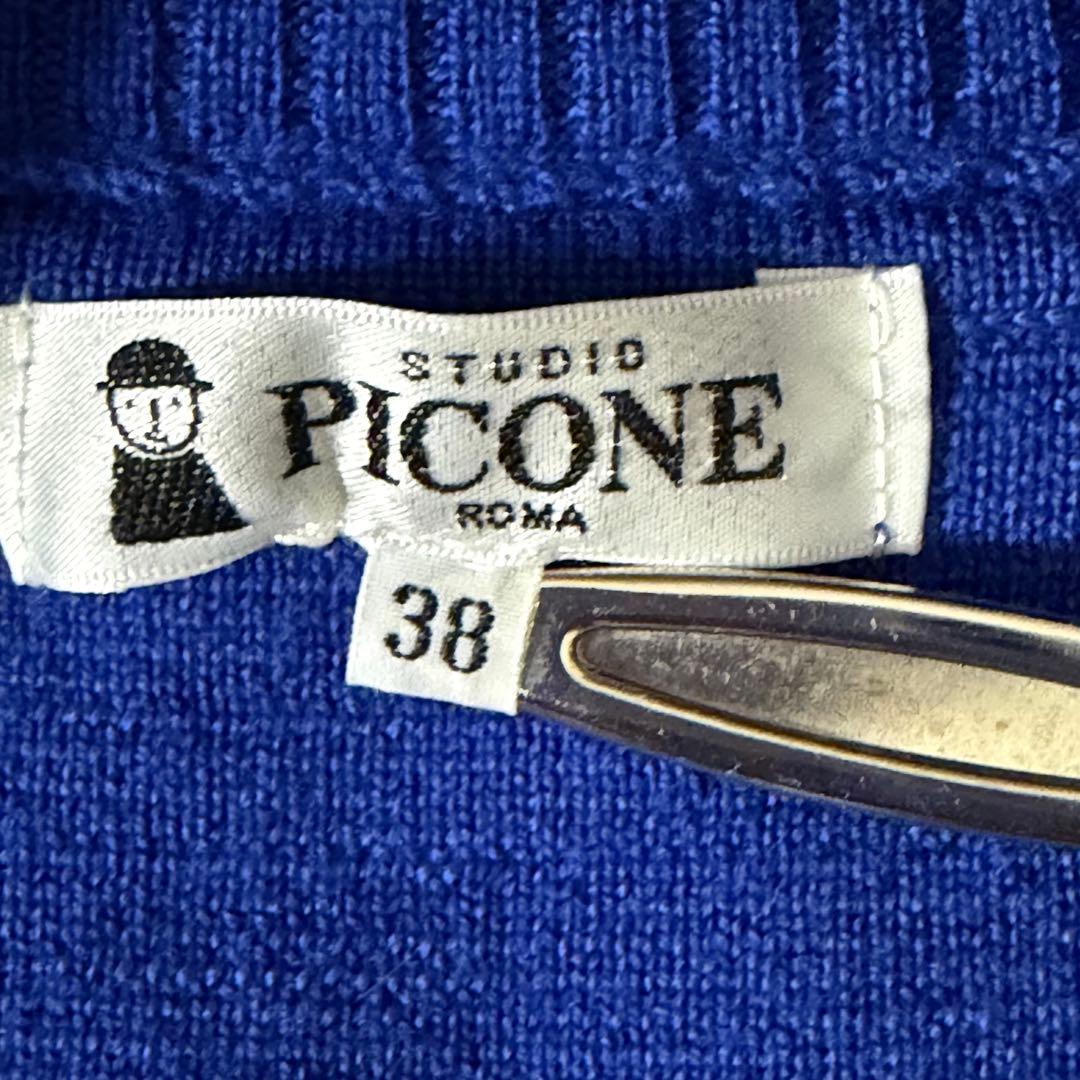 STUDIO
PICONE
ROMA
38